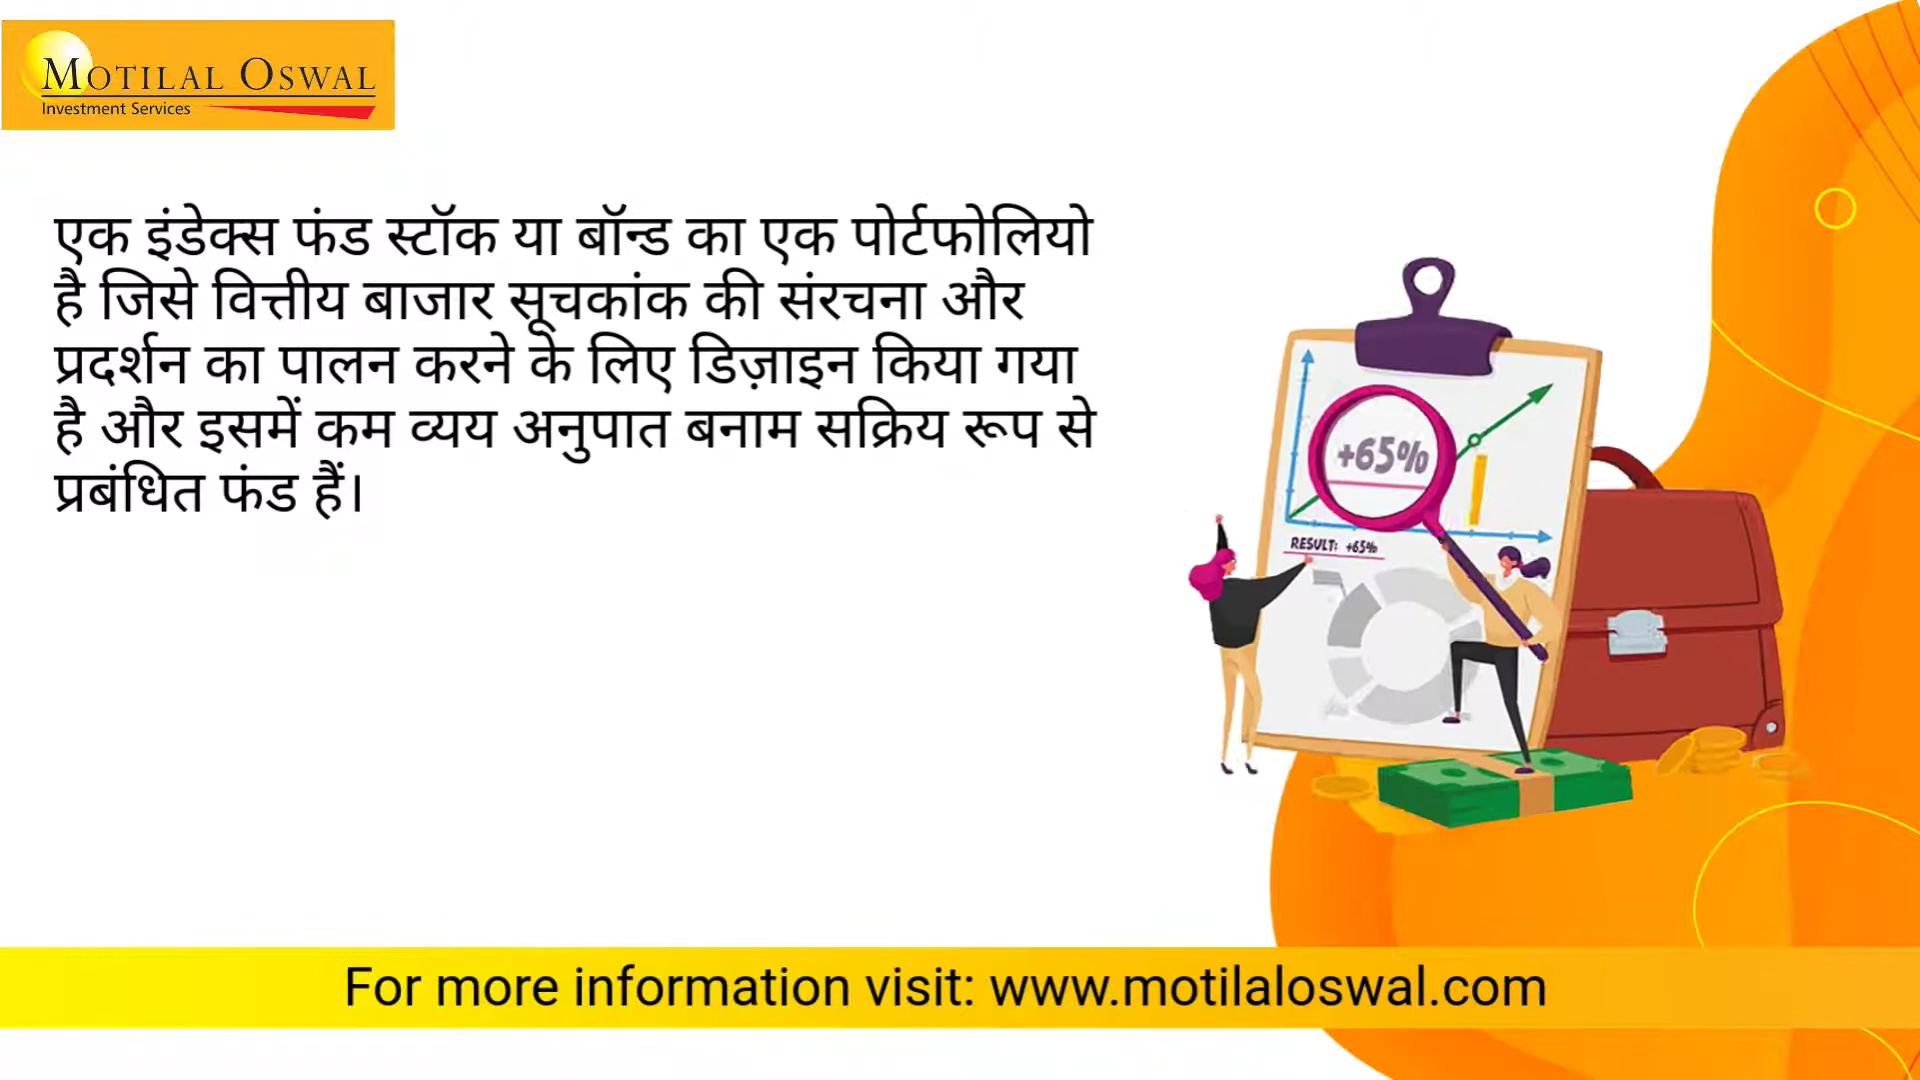 MOTILAL OSWAL
Investment Services
एक इंडेक्स फंड स्टॉक या बॉन्ड का एक पोर्टफोलियो
है जिसे वित्तीय बाजार सूचकांक की संरचना और
प्रदर्शन का पालन करने के लिए डिज़ाइन किया गया
है और इसमें कम व्यय अनुपात बनाम सक्रिय रूप से
प्रबंधित फंड हैं।
+65%
RESULT: +65%
For more information visit: www.motilaloswal.com